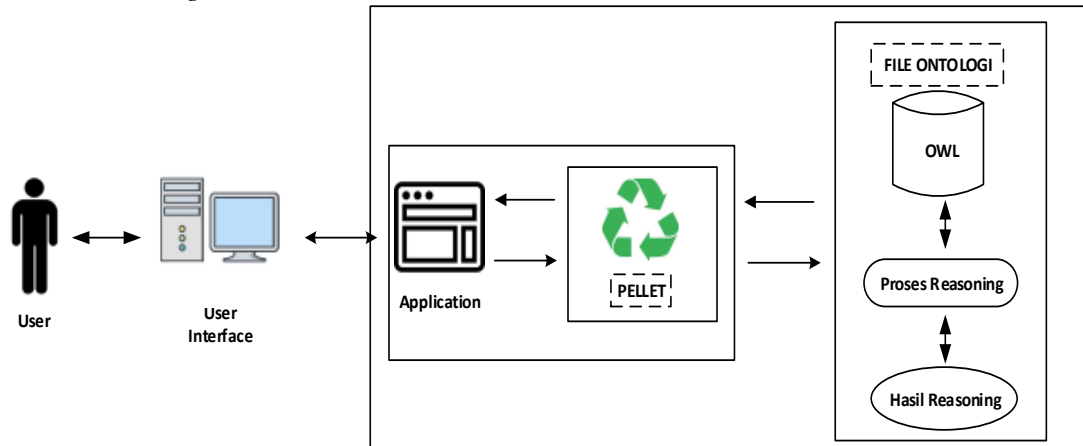 User
User
Interface
Application
PELLET
FILE ONTOLOGI
OWL
Proses Reasoning
Hasil Reasoning